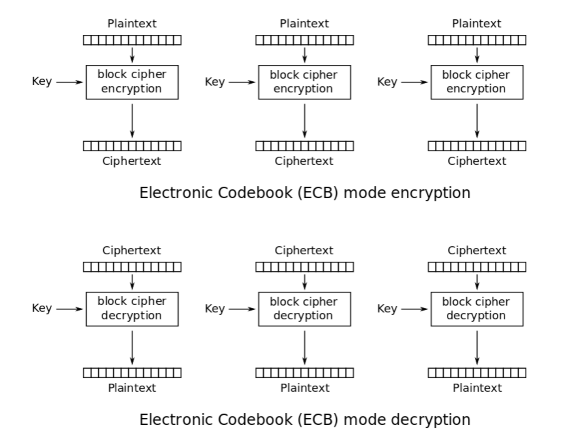 Plaintext Plaintext Plaintext
Key block cipher encryption Key block cipher encryption Key block cipher encryption
Ciphertext Ciphertext Ciphertext
Electronic Codebook (ECB) mode encryption
Ciphertext Ciphertext Ciphertext
Key block cipher decryption Key block cipher decryption Key block cipher decryption
Plaintext Plaintext Plaintext
Electronic Codebook (ECB) mode decryption